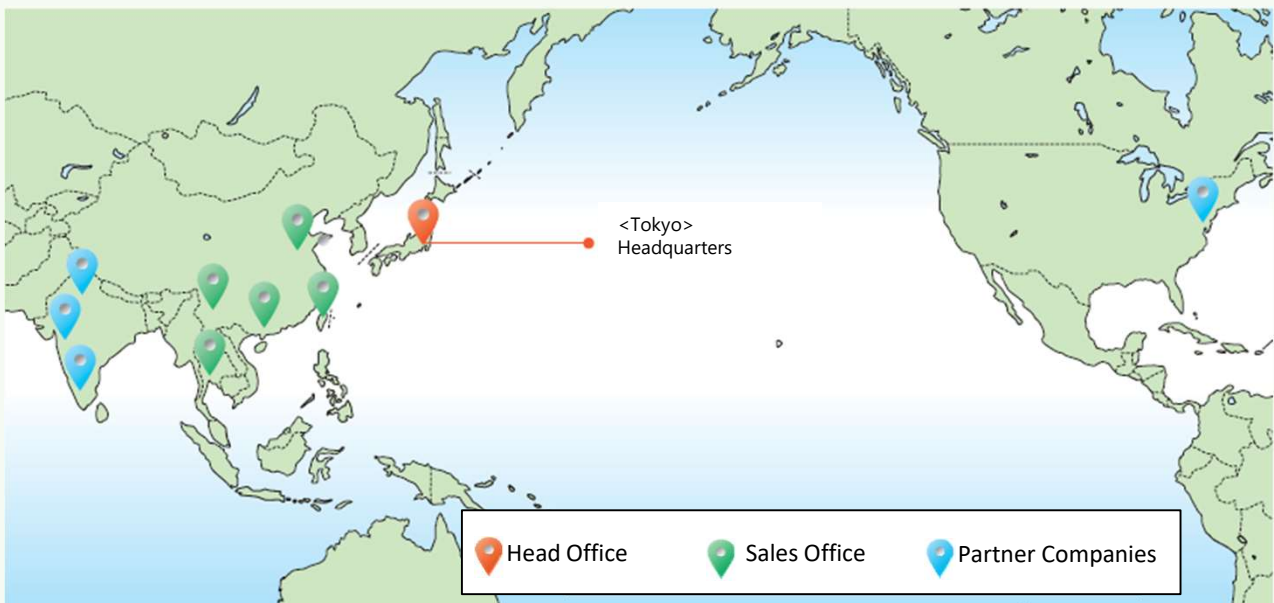 <Tokyo>
Headquarters
Head Office
Sales Office
Partner Companies